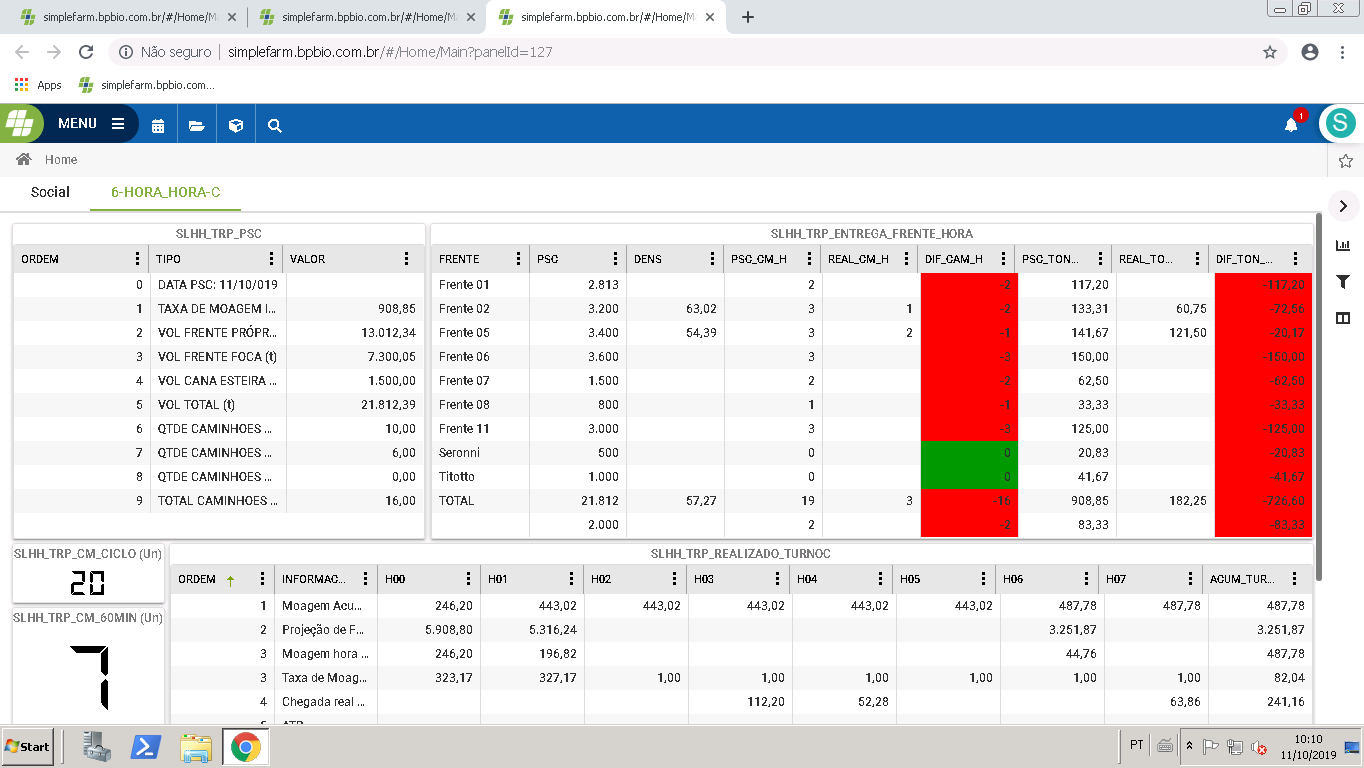 simplefarm.bpbio.com.br/#/Home/M
simplefarm.bpbio.com.br/#/Home/
simplefarm.bpbio.com.br/#/Home/M
Não seguro simplefarm.bpbio.com.br/#/Home/Main?panelId=127
Apps simplefarm.bpbio.com...
MENU 1 S
Home
Social 6-HORA_HORA-C
SLHH_TRP_PSC
ORDEM TIPO VALOR
0 DATA PSC: 11/10/019
1 TAXA DE MOAGEM I... 908,85
2 VOL FRENTE PRÓPR... 13.012,34
3 VOL FRENTE FOCA (t) 7.300,05
4 VOL CANA ESTEIRA ... 1.500,00
5 VOL TOTAL (t) 21.812,39
6 QTDE CAMINHOES ... 10,00
7 QTDE CAMINHOES ... 6,00
8 QTDE CAMINHOES ... 0,00
9 TOTAL CAMINHOES ... 16,00
SLHH_TRP_ENTREGA_FRENTE_HORA
FRENTE PSC DENS PSC_CM_H REAL_CM_H DIF_CAM_H PSC_TON_... REAL_TO... DIF_TON_...
Frente 01 2.813 2 -2 117,20 -117,20
Frente 02 3.200 63,02 3 1 -2 133,31 60,75 -72,56
Frente 05 3.400 54,39 3 2 -1 141,67 121,50 -20,17
Frente 06 3.600 3 -3 150,00 -150,00
Frente 07 1.500 2 -2 62,50 -62,50
Frente 08 800 1 -1 33,33 -33,33
Frente 11 3.000 3 -3 125,00 -125,00
Seronni 500 0 0 20,83 -20,83
Titotto 1.000 0 0 41,67 -41,67
TOTAL 21.812 57,27 19 3 -16 908,85 182,25 -726,60
2.000 2 -2 83,33 -83,33
SLHH_TRP_CM_CICLO (Un)
20
SLHH_TRP_CM_60MIN (Un)
7
SLHH_TRP_REALIZADO_TURNOC
ORDEM INFORMAC... H00 H01 H02 H03 H04 H05 H06 H07 ACUM_TUR...
1 Moagem Acu... 246,20 443,02 443,02 443,02 443,02 443,02 487,78 487,78 487,78
2 Projeção de F... 5.908,80 5.316,24 3.251,87 3.251,87
3 Moagem hora ... 246,20 196,82 44,76 487,78
3 Taxa de Moag... 323,17 327,17 1,00 1,00 1,00 1,00 1,00 1,00 82,04
4 Chegada real ... 112,20 52,28 63,86 241,16
Start PT 10:10
11/10/2019